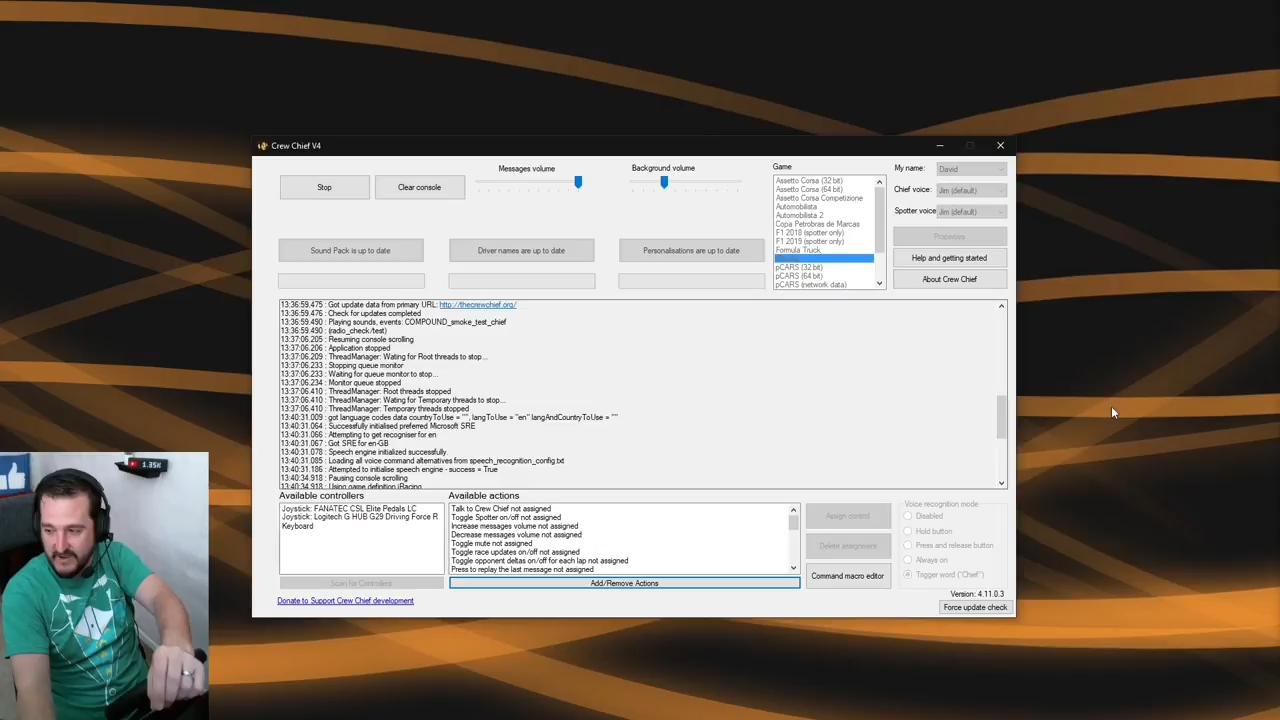 Crew Chief V4
Stop
Clear console
Messages volume
Background volume
Game
Assetto Corsa (32 bit)
Assetto Corsa (64 bit)
Assetto Corsa Competizione
Automobilista
Automobilista 2
Copa Petrobras de Marcas
F1 2018 (spotter only)
F1 2019 (spotter only)
Formula Truck
pCARS (32 bit)
pCARS (64 bit)
pCARS (network data)
My name:
David
Chief voice:
Jim (default)
Spotter voice
Jim (default)
Properties
Help and getting started
About Crew Chief
Sound Pack is up to date
Driver names are up to date
Personalisations are up to date
13:36:59.475 : Got update data from primary URL: http://thecrewchief.org/
13:36:59.476 : Check for updates completed
13:36:59.490 : Playing sounds, events: COMPOUND_smoke_test_chief
13:36:59.490 : (radio_check/test)
13:37:06.205 : Resuming console scrolling
13:37:06.206 : Application stopped
13:37:06.209 : ThreadManager: Wating for Root threads to stop...
13:37:06.233 : Stopping queue monitor
13:37:06.233 : Waiting for queue monitor to stop...
13:37:06.234 : Monitor queue stopped
13:37:06.410 : ThreadManager: Root threads stopped
13:37:06.410 : ThreadManager: Wating for Temporary threads to stop...
13:37:06.410 : ThreadManager: Temporary threads stopped
13:40:31.009 : got language codes data countryToUse = "", langToUse = "en" langAndCountryToUse = ""
13:40:31.064 : Successfully initialised preferred Microsoft SRE
13:40:31.066 : Attempting to get recogniser for en
13:40:31.067 : Got SRE for en-GB
13:40:31.078 : Speech engine initialized successfully.
13:40:31.085 : Loading all voice command alternatives from speech_recognition_config.txt
13:40:31.186 : Attempted to initialise speech engine - success = True
13:40:34.918 : Pausing console scrolling
13:40:34.918 : Using game definition iRacing
Available controllers
Joystick: FANATEC CSL Elite Pedals LC
Joystick: Logitech G HUB G29 Driving Force R
Keyboard
Scan for Controllers
Available actions
Talk to Crew Chief not assigned
Toggle Spotter on/off not assigned
Increase messages volume not assigned
Decrease messages volume not assigned
Toggle mute not assigned
Toggle race updates on/off not assigned
Toggle opponent deltas on/off for each lap not assigned
Press to replay the last message not assigned
Add/Remove Actions
Assign control
Delete assignment
Command macro editor
Voice recognition mode
Disabled
Hold button
Press and release button
Always on
Trigger word ("Chief")
Donate to Support Crew Chief development
Version: 4.11.0.3
Force update check
1.35K